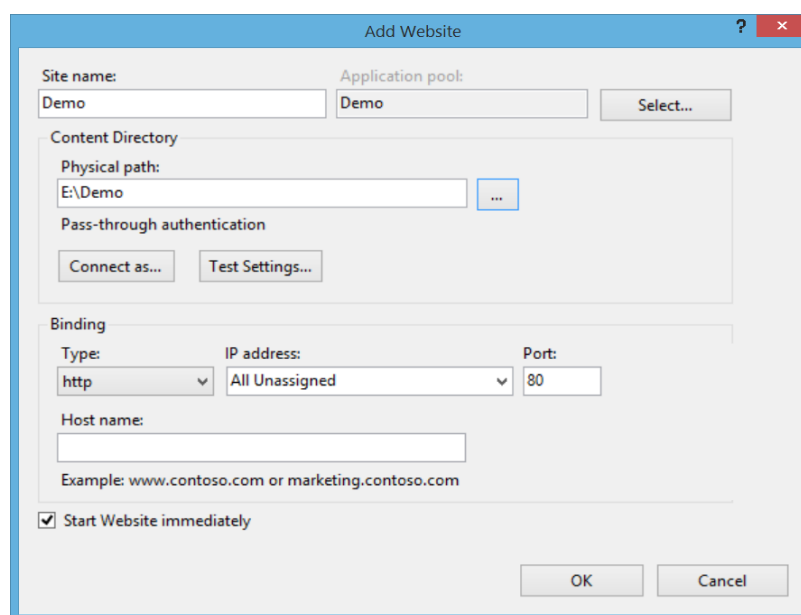 Add Website
?
Site name: Application pool:
Demo Demo Select...
Content Directory
Physical path:
E:\Demo ...
Pass-through authentication
Connect as... Test Settings...
Binding
Type: IP address: Port:
http All Unassigned 80
Host name:
Example: www.contoso.com or marketing.contoso.com
Start Website immediately
OK Cancel